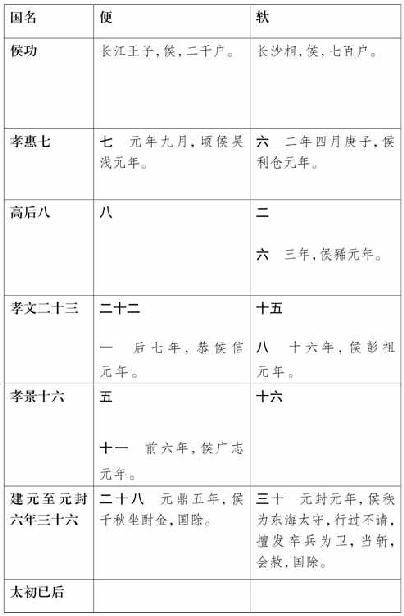 国名 便 轪
侯功 长江王子，侯，二千户。 长沙相，侯，七百户。
孝惠七 七 元年九月，顷侯吴
浅元年。
六 二年四月庚子，侯
利仓元年。
高后八 八 二
六 三年，侯豨元年。
孝文二十三 二十二
一 后七年，恭侯信
元年。
十五
八 十六年，侯彭祖
元年。
孝景十六 五
十一 前六年，侯广志
元年。
十六
建元至元封
六年三十六
二十八 元鼎五年，侯
千秋坐酎金，国除。
三十 元封元年，侯秩
为东海太守，行过不请，
擅发卒兵为卫，当斩，
会赦，国除。
太初已后